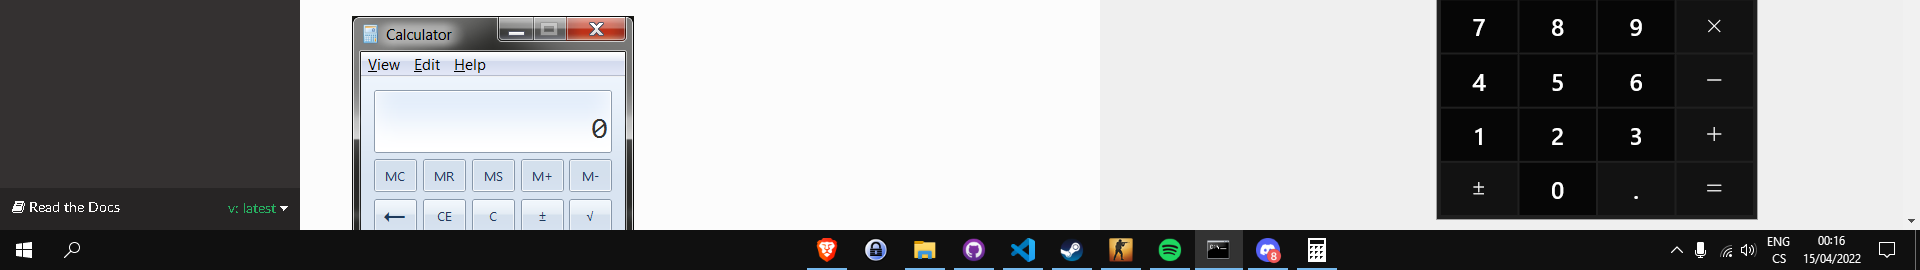 Calculator
View Edit Help
0
MC MR MS M+ M-
← CE C ± √
7 8 9 ×
4 5 6 −
1 2 3 +
± 0 . =
Read the Docs v: latest
8
ENG
CS
00:16
15/04/2022